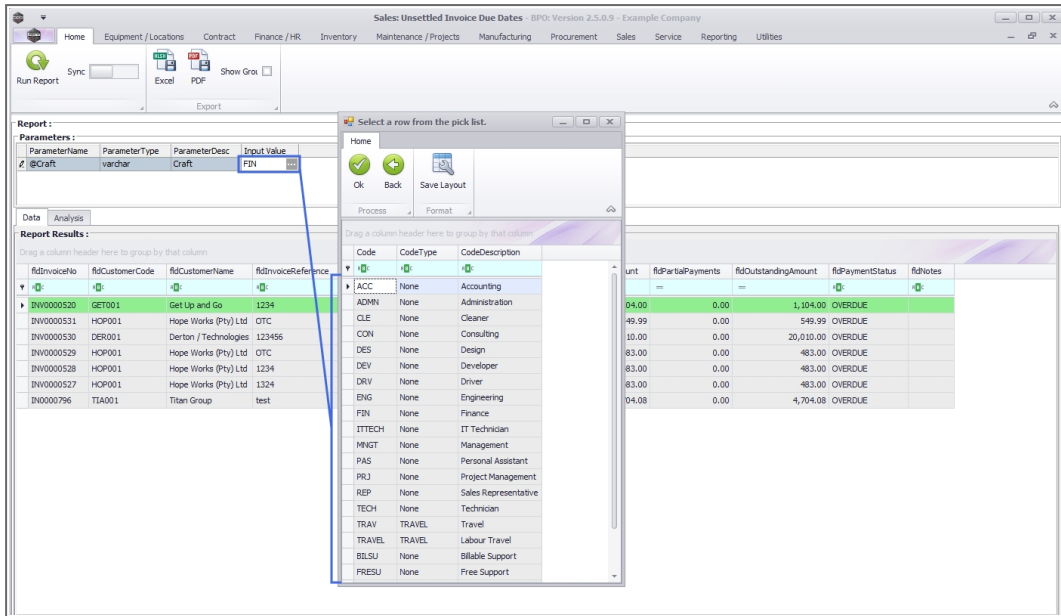 Sales: Unsettled Invoice Due Dates - BPO: Version 2.5.0.9 - Example Company
Home Equipment / Locations Contract Finance / HR Inventory Maintenance / Projects Manufacturing Procurement Sales Service Reporting Utilities
Run Report Sync Excel PDF Show Grou
Export
Report :
Parameters :
ParameterName ParameterType ParameterDesc Input Value
@Craft varchar Craft FIN ...
Data Analysis
Report Results :
Drag a column header here to group by that column
fldInvoiceNo fldCustomerCode fldCustomerName fldInvoiceReference unt fldPartialPayments fldOutstandingAmount fldPaymentStatus fldNotes
= =
INV0000520 GET001 Get Up and Go 1234 04.00 0.00 1,104.00 OVERDUE
INV0000531 HOP001 Hope Works (Pty) Ltd OTC 49.99 0.00 549.99 OVERDUE
INV0000530 DER001 Derton / Technologies 123456 10.00 0.00 20,010.00 OVERDUE
INV0000529 HOP001 Hope Works (Pty) Ltd OTC 83.00 0.00 483.00 OVERDUE
INV0000528 HOP001 Hope Works (Pty) Ltd 1234 83.00 0.00 483.00 OVERDUE
INV0000527 HOP001 Hope Works (Pty) Ltd 1324 83.00 0.00 483.00 OVERDUE
IN0000796 TIA001 Titan Group test 04.08 0.00 4,704.08 OVERDUE
Select a row from the pick list.
Home
Ok Back Save Layout
Process Format
Drag a column header here to group by that column
Code CodeType CodeDescription
ACC None Accounting
ADMN None Administration
CLE None Cleaner
CON None Consulting
DES None Design
DEV None Developer
DRV None Driver
ENG None Engineering
FIN None Finance
ITTECH None IT Technician
MNGT None Management
PAS None Personal Assistant
PRJ None Project Management
REP None Sales Representative
TECH None Technician
TRAV TRAVEL Travel
TRAVEL TRAVEL Labour Travel
BILSU None Billable Support
FRESU None Free Support